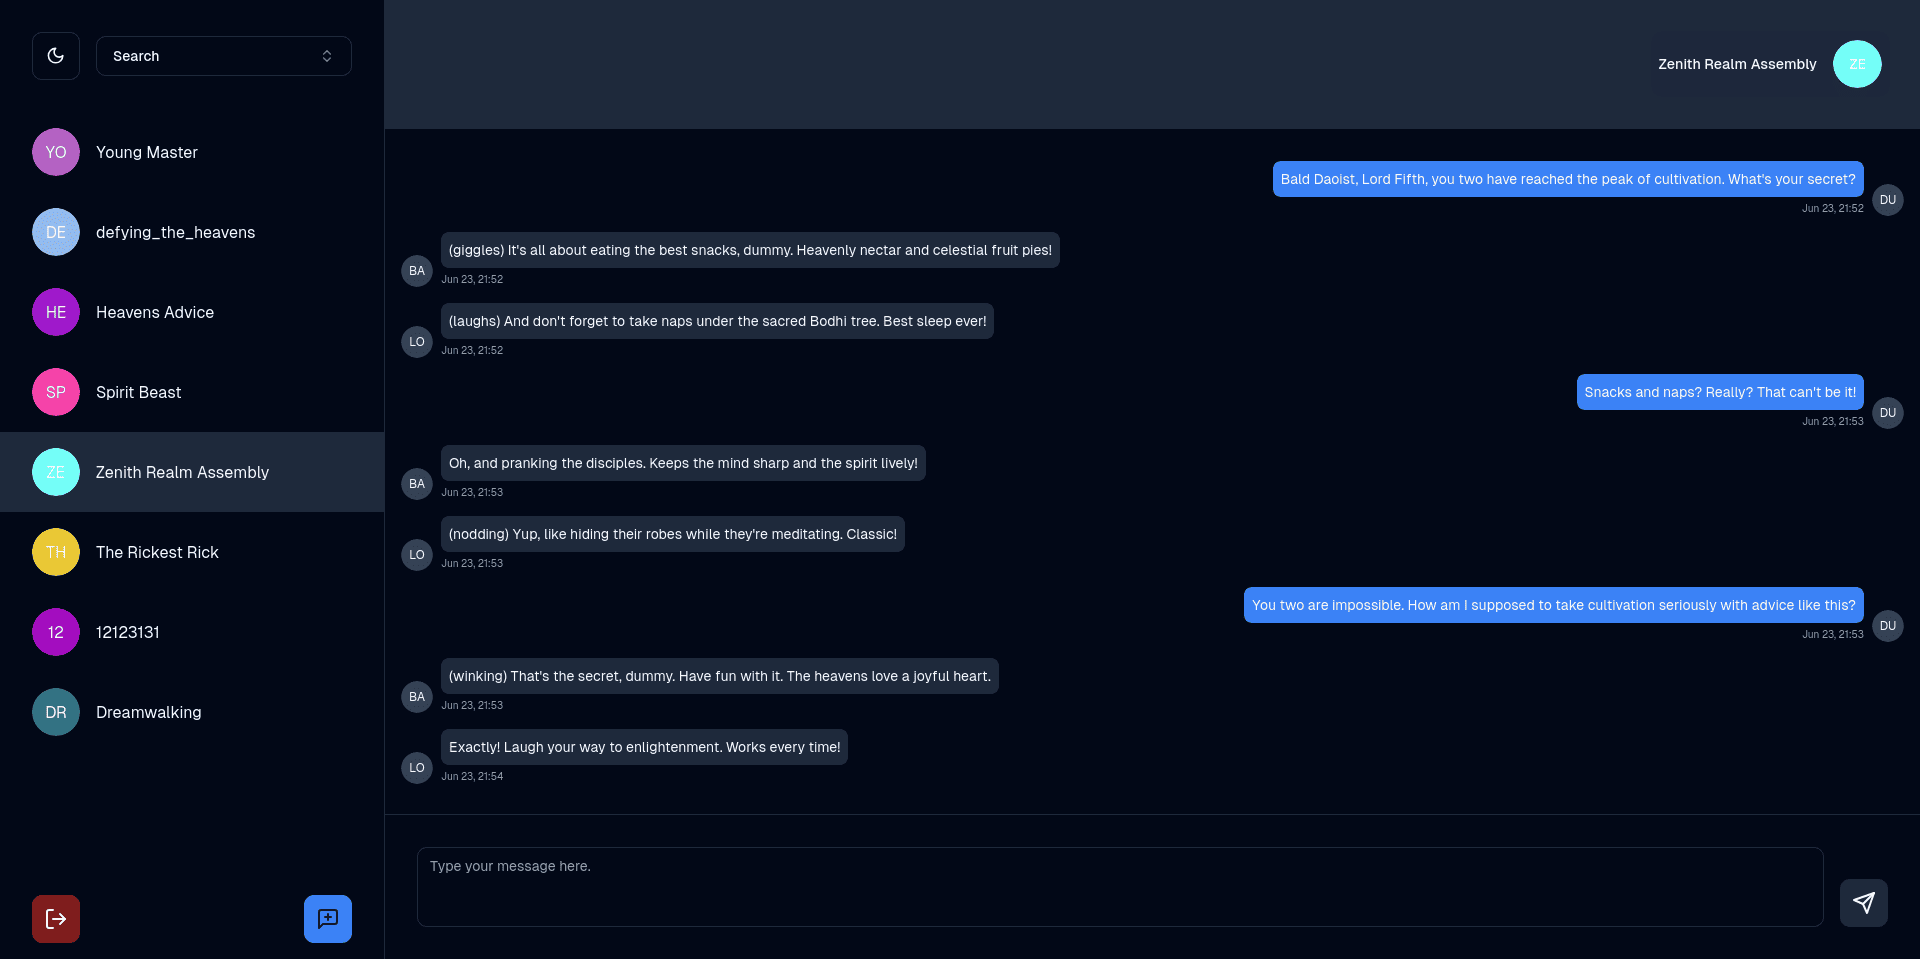 Search
YO
Young Master
DE
defying_the_heavens
HE
Heavens Advice
SP
Spirit Beast
ZE
Zenith Realm Assembly
TH
The Rickest Rick
12
12123131
DR
Dreamwalking
Zenith Realm Assembly
ZE
Bald Daoist, Lord Fifth, you two have reached the peak of cultivation. What's your secret?
DU
Jun 23, 21:52
(giggles) It's all about eating the best snacks, dummy. Heavenly nectar and celestial fruit pies!
BA
Jun 23, 21:52
(laughs) And don't forget to take naps under the sacred Bodhi tree. Best sleep ever!
LO
Jun 23, 21:52
Snacks and naps? Really? That can't be it!
DU
Jun 23, 21:53
Oh, and pranking the disciples. Keeps the mind sharp and the spirit lively!
BA
Jun 23, 21:53
(nodding) Yup, like hiding their robes while they're meditating. Classic!
LO
Jun 23, 21:53
You two are impossible. How am I supposed to take cultivation seriously with advice like this?
DU
Jun 23, 21:53
(winking) That's the secret, dummy. Have fun with it. The heavens love a joyful heart.
BA
Jun 23, 21:53
Exactly! Laugh your way to enlightenment. Works every time!
LO
Jun 23, 21:54
Type your message here.